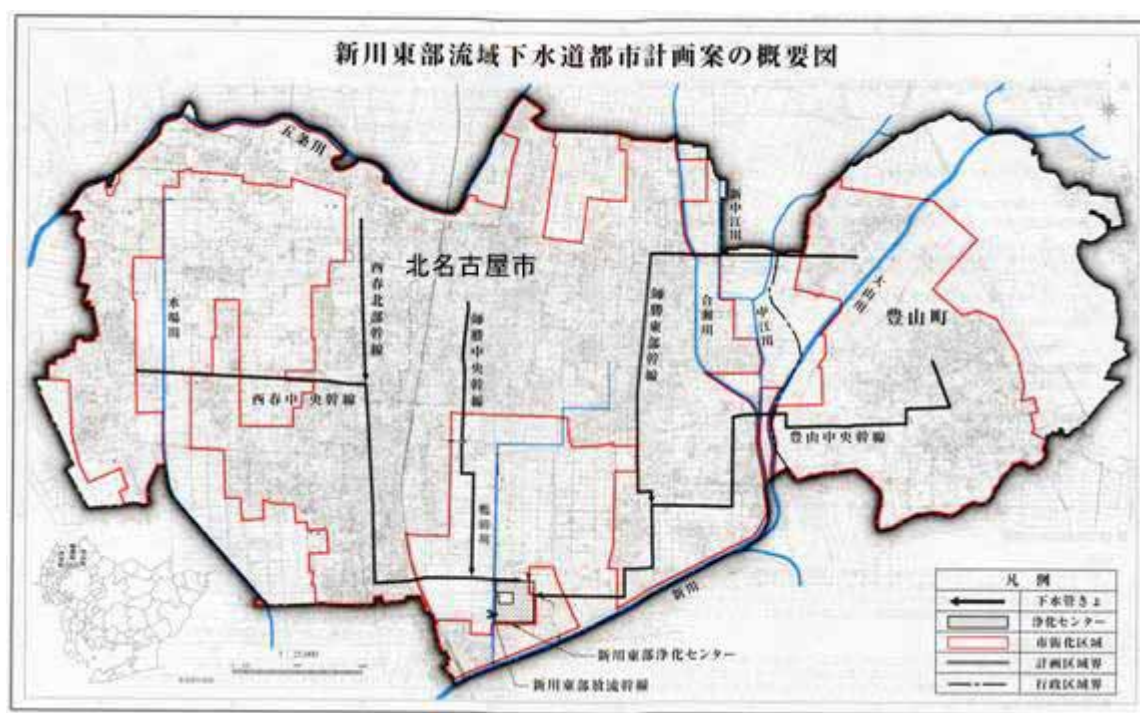 新川東部流域下水道都市計画案の概要図
五条川
新中江川
北名古屋市
水場川
西春北部幹線
師勝中央幹線
師勝東部幹線
合瀬川
中江川
大山川
豊山町
西春中央幹線
豊山中央幹線
鴨田川
新川
新川東部浄化センター
新川東部放流幹線
凡 例
下水管きょ
浄化センター
市街化区域
計画区域界
行政区域界